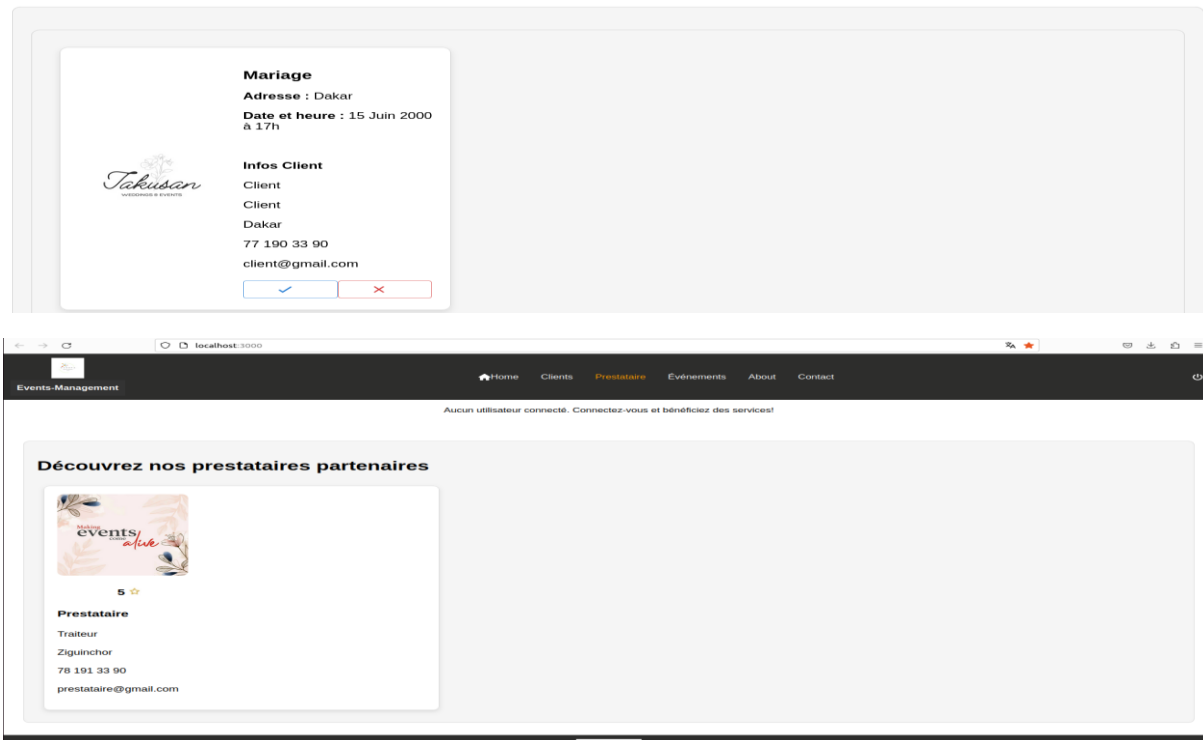 Mariage
Adresse : Dakar
Date et heure : 15 Juin 2000
à 17h
Takusan
WEDDINGS & EVENTS
Infos Client
Client
Client
Dakar
77 190 33 90
client@gmail.com
localhost:3000
Events-Management
Home Clients Prestataire Événements About Contact
Aucun utilisateur connecté. Connectez-vous et bénéficiez des services!
Découvrez nos prestataires partenaires
Making
events
alive
5
Prestataire
Traiteur
Ziguinchor
78 191 33 90
prestataire@gmail.com